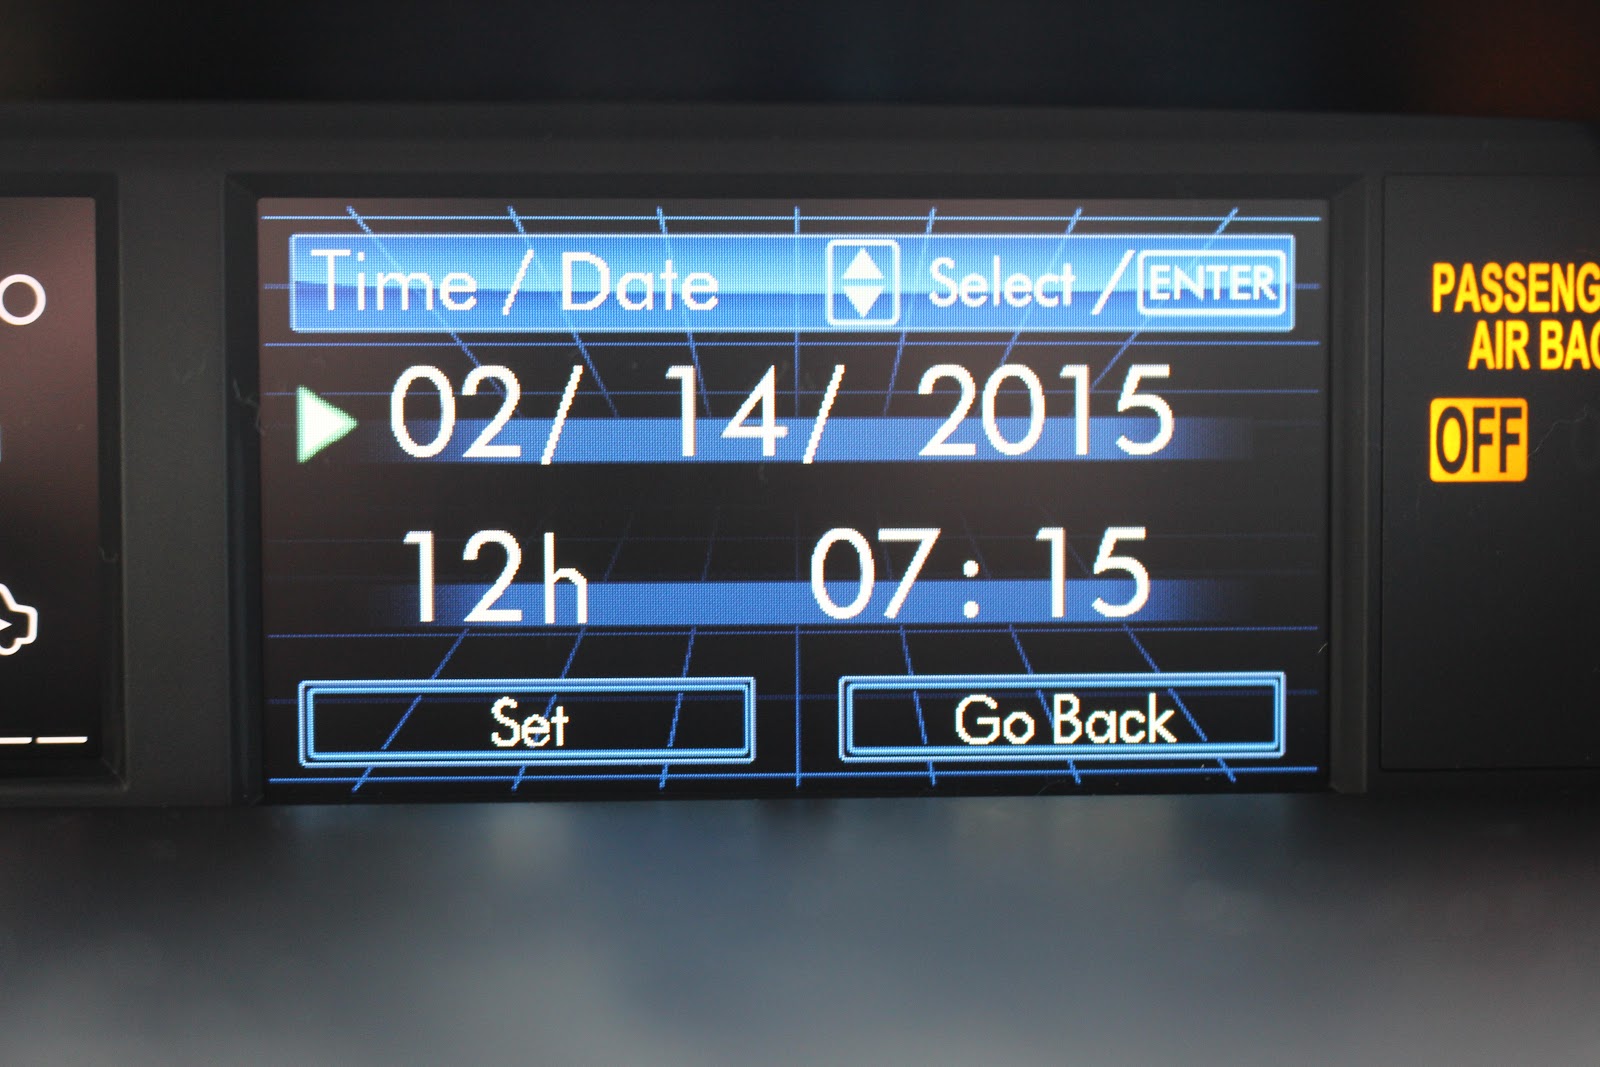 Time / Date Select / ENTER
02/ 14/ 2015
12h 07: 15
Set Go Back
PASSENG
AIR BAG
OFF